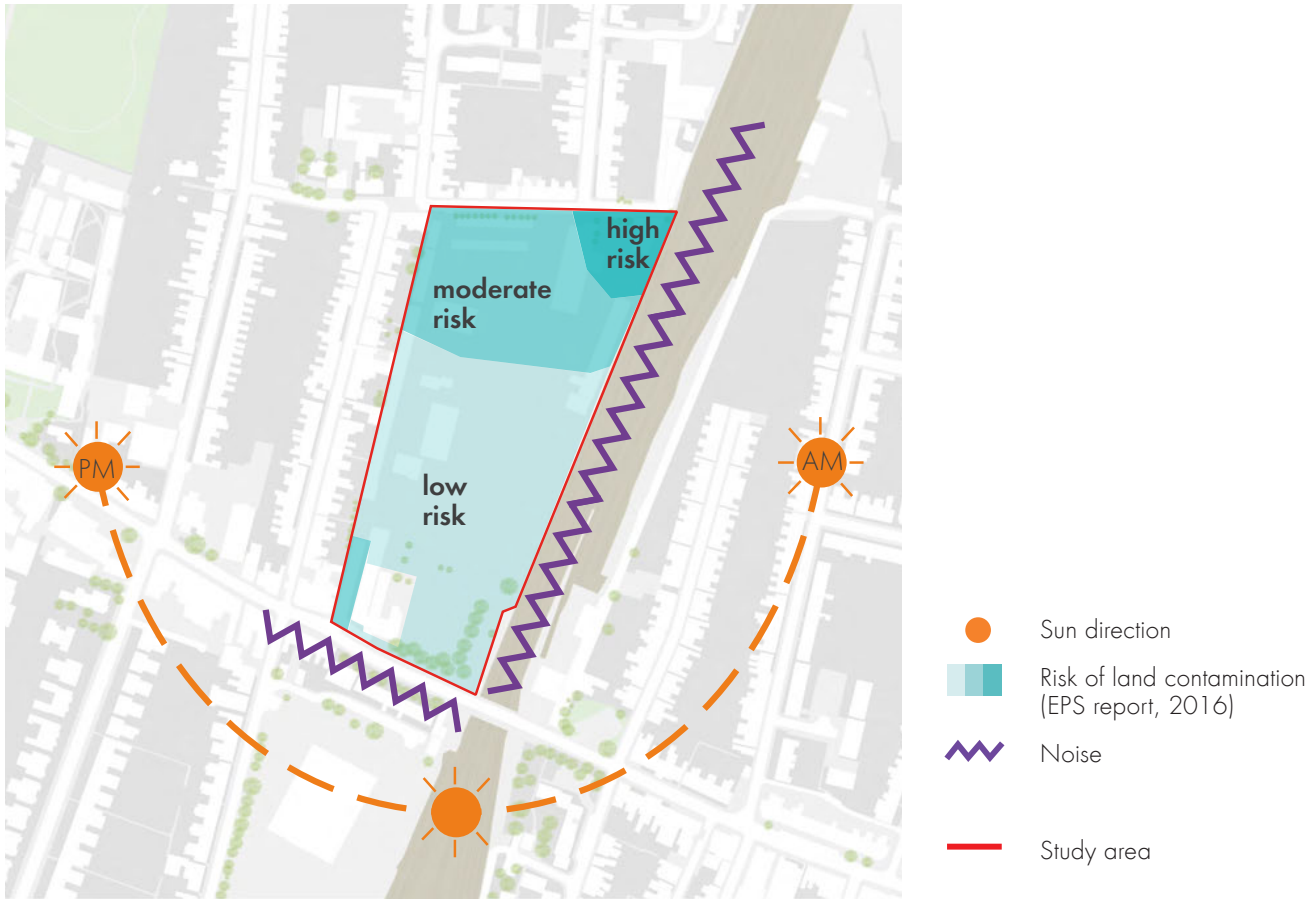 high
risk
moderate
risk
low
risk
PM
AM
Sun direction
Risk of land contamination
(EPS report, 2016)
Noise
Study area